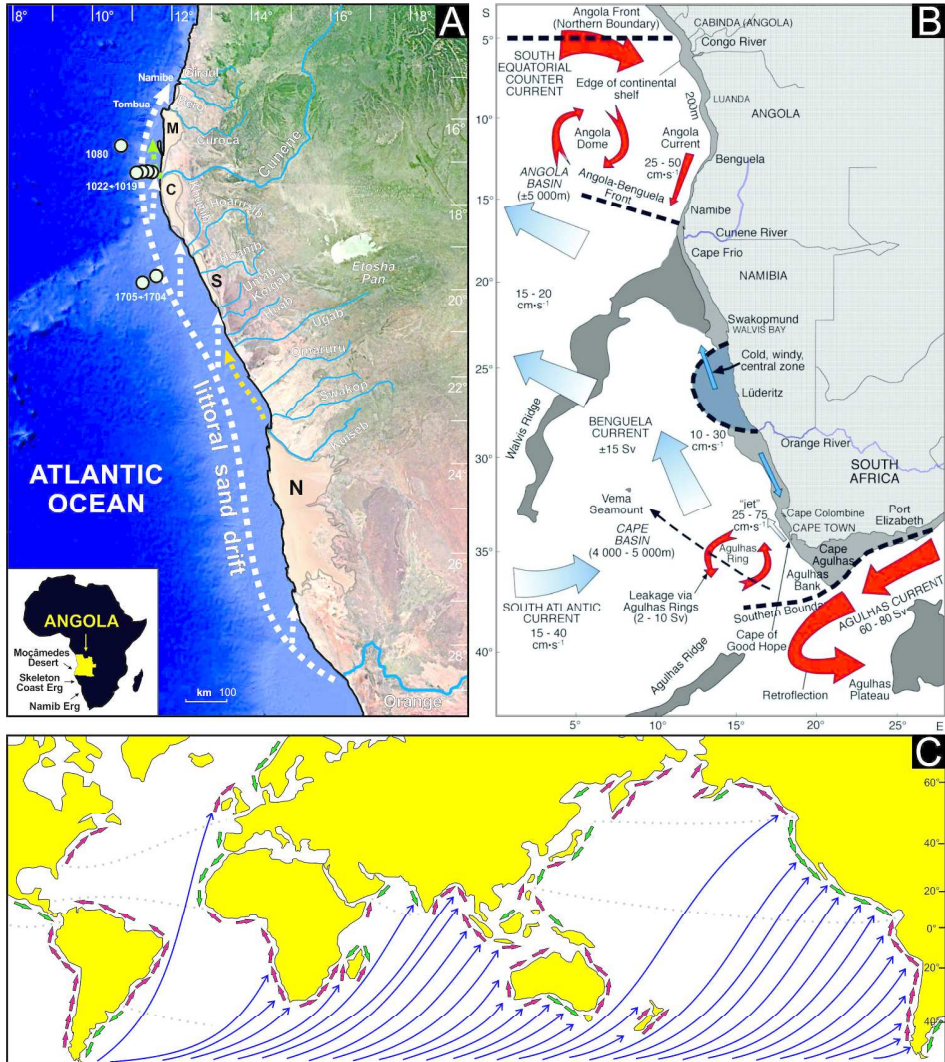 8°
10°
11°
12°
14°
16°
A
Namibe
Giraul
Bero
Tombua
M
Curoca
Cunene
16°
1080
1022÷1019
C
Khumib
Hoarusib
18°
Hoanib
Etosha
Pan
Uniab
Koigab
Huab
S
1705÷1704
20°
Ugab
Omaruru
22°
Swakop
Kuiseb
littoral sand drift
24°
ATLANTIC
OCEAN
N
26°
28°
ANGOLA
Moçâmedes
Desert
Skeleton
Coast Erg
Namib Erg
km 100
Orange
B
S
Angola Front
(Northern Boundary)
CABINDA (ANGOLA)
Congo River
5°
SOUTH
EQUATORIAL
COUNTER
CURRENT
Edge of continental
shelf
200m
LUANDA
ANGOLA
10°
Angola
Dome
Angola
Current
25 - 50
cm•s⁻¹
Benguela
ANGOLA
BASIN
(±5 000m)
Angola-Benguela
Front
15°
Namibe
Cunene River
Cape Frio
NAMIBIA
20°
15 - 20
cm•s⁻¹
Swakopmund
WALVIS BAY
Cold, windy,
central zone
25°
Lüderitz
Walvis Ridge
BENGUELA
CURRENT
±15 Sv
10 - 30
cm•s⁻¹
Orange River
30°
SOUTH
AFRICA
Vema
Seamount
"jet"
25 - 75
cm•s⁻¹
Cape Colombine
CAPE TOWN
Port
Elizabeth
CAPE
BASIN
(4 000 - 5 000m)
35°
Agulhas
Ring
Cape
Agulhas
Agulhas
Bank
Leakage via
Agulhas Rings
(2 - 10 Sv)
SOUTH ATLANTIC
CURRENT
15 - 40
cm•s⁻¹
Southern Bounda
AGULHAS CURRENT
60 - 80 Sv
Cape of
Good Hope
40°
Agulhas Ridge
Retroflection
Agulhas
Plateau
5°
10°
15°
20°
25°
E
C
60°
40°
20°
0°
20°
40°